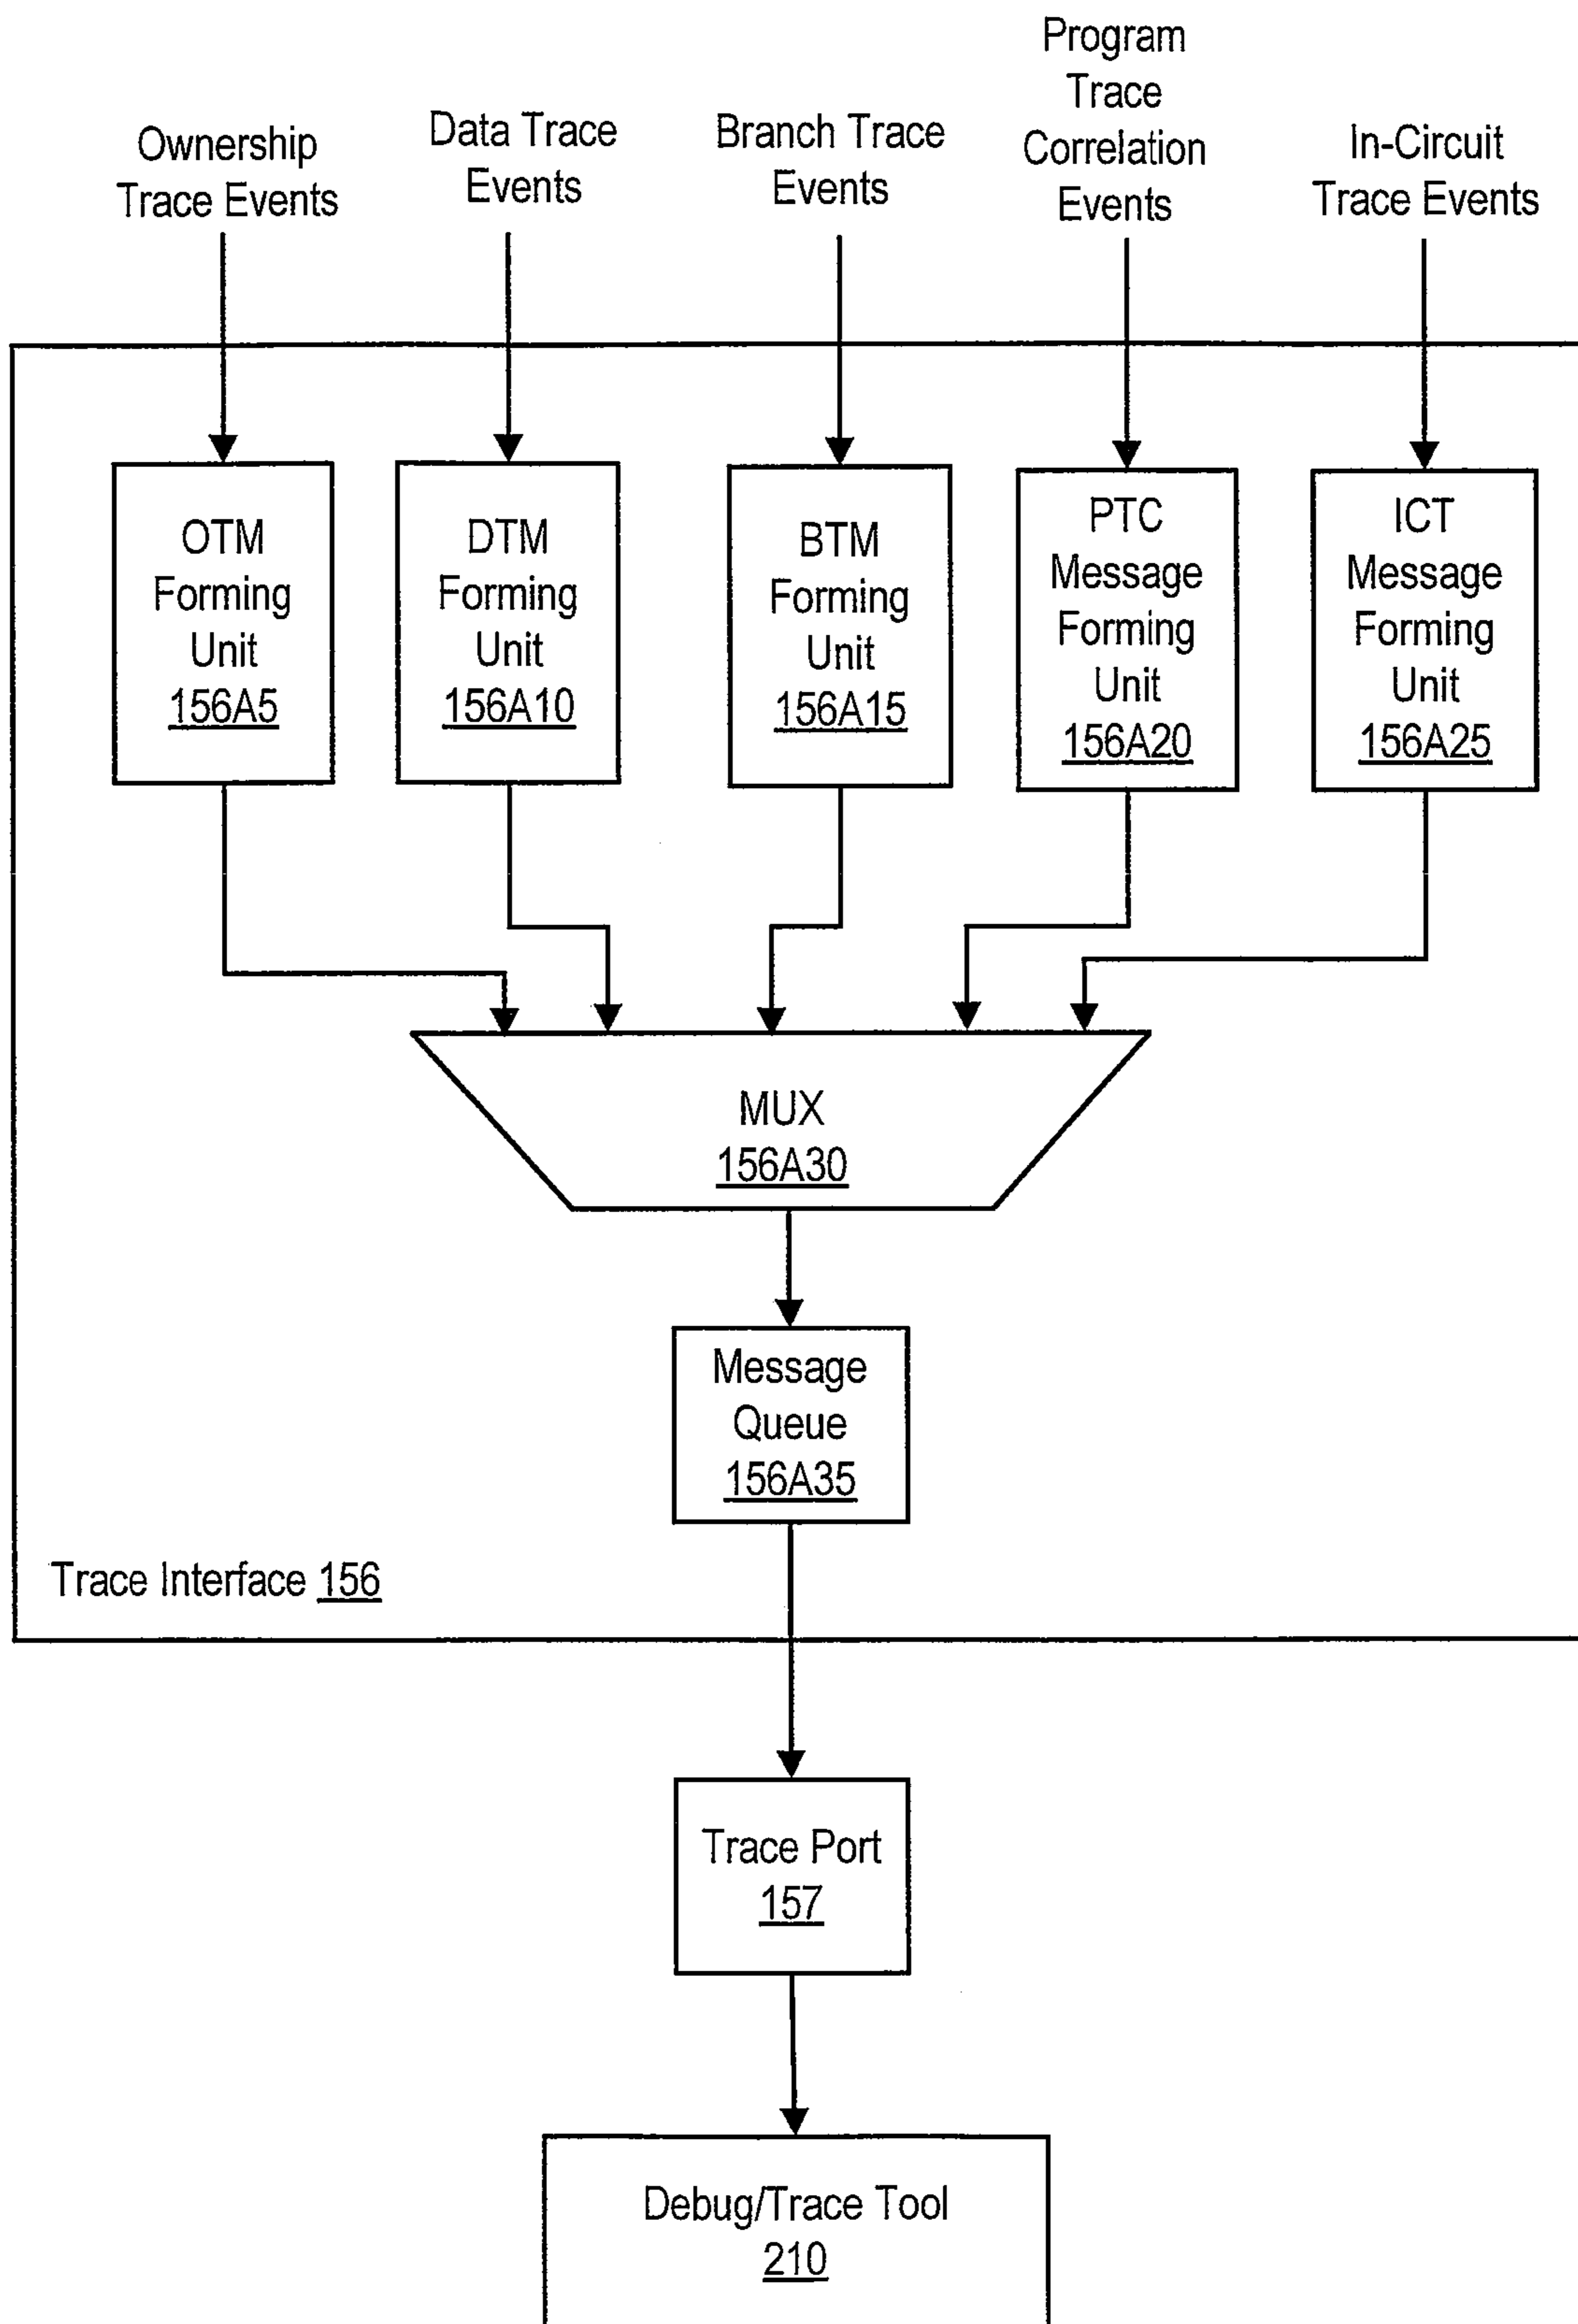 Ownership
Trace Events
Data Trace
Events
Branch Trace
Events
Program
Trace
Correlation
Events
In-Circuit
Trace Events
OTM
Forming
Unit
156A5
DTM
Forming
Unit
156A10
BTM
Forming
Unit
156A15
PTC
Message
Forming
Unit
156A20
ICT
Message
Forming
Unit
156A25
MUX
156A30
Message
Queue
156A35
Trace Interface 156
Trace Port
157
Debug/Trace Tool
210